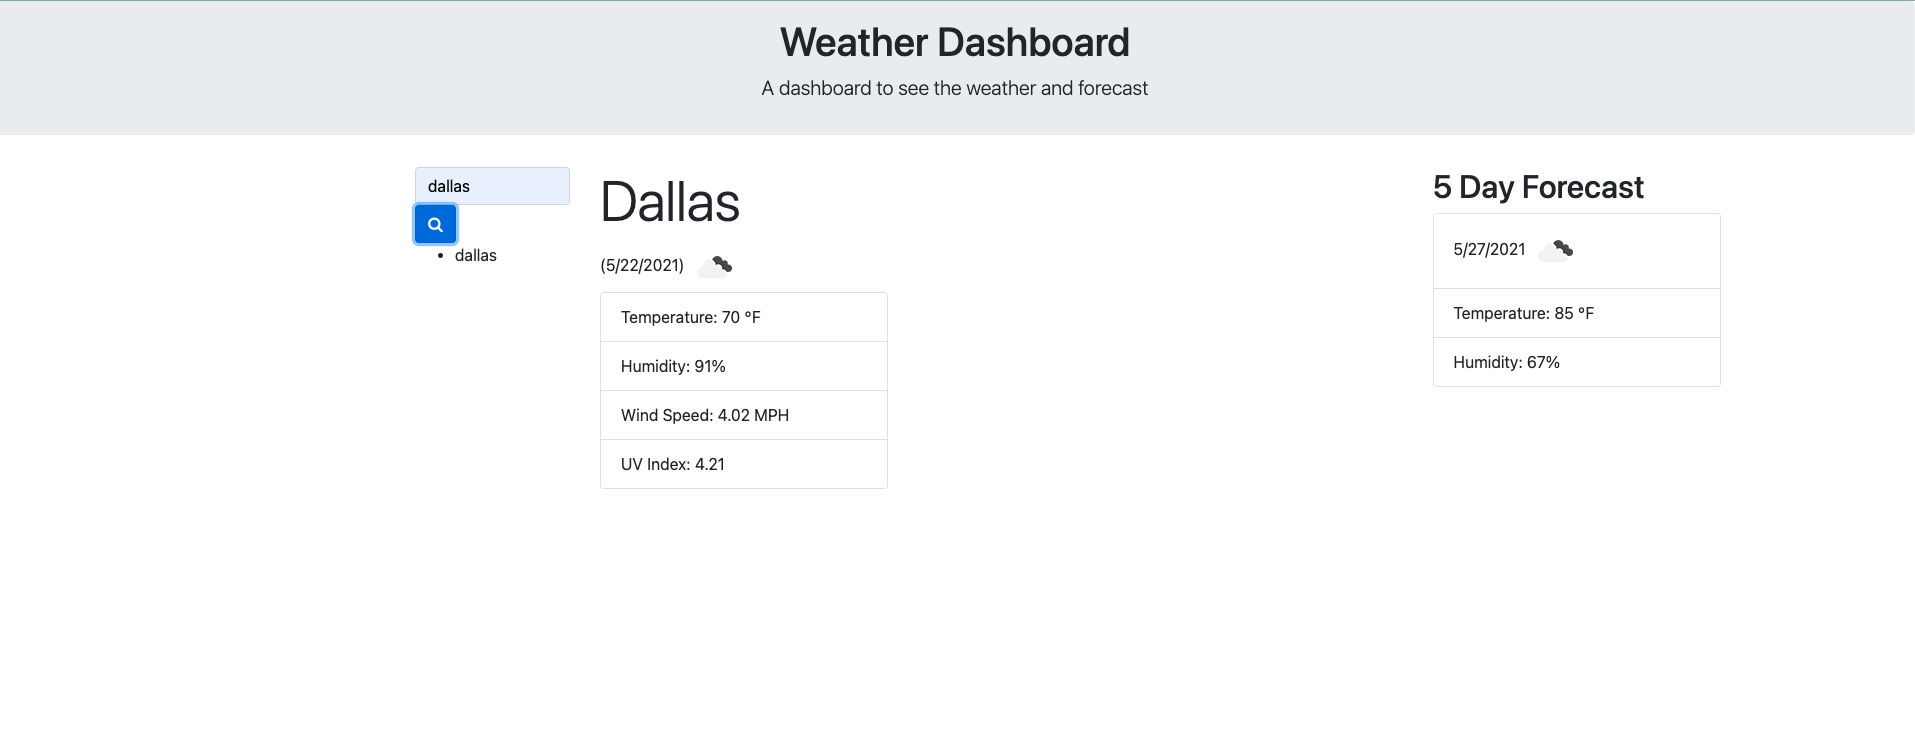 Weather Dashboard
A dashboard to see the weather and forecast
dallas
dallas
Dallas
(5/22/2021)
Temperature: 70 °F
Humidity: 91%
Wind Speed: 4.02 MPH
UV Index: 4.21
5 Day Forecast
5/27/2021
Temperature: 85 °F
Humidity: 67%